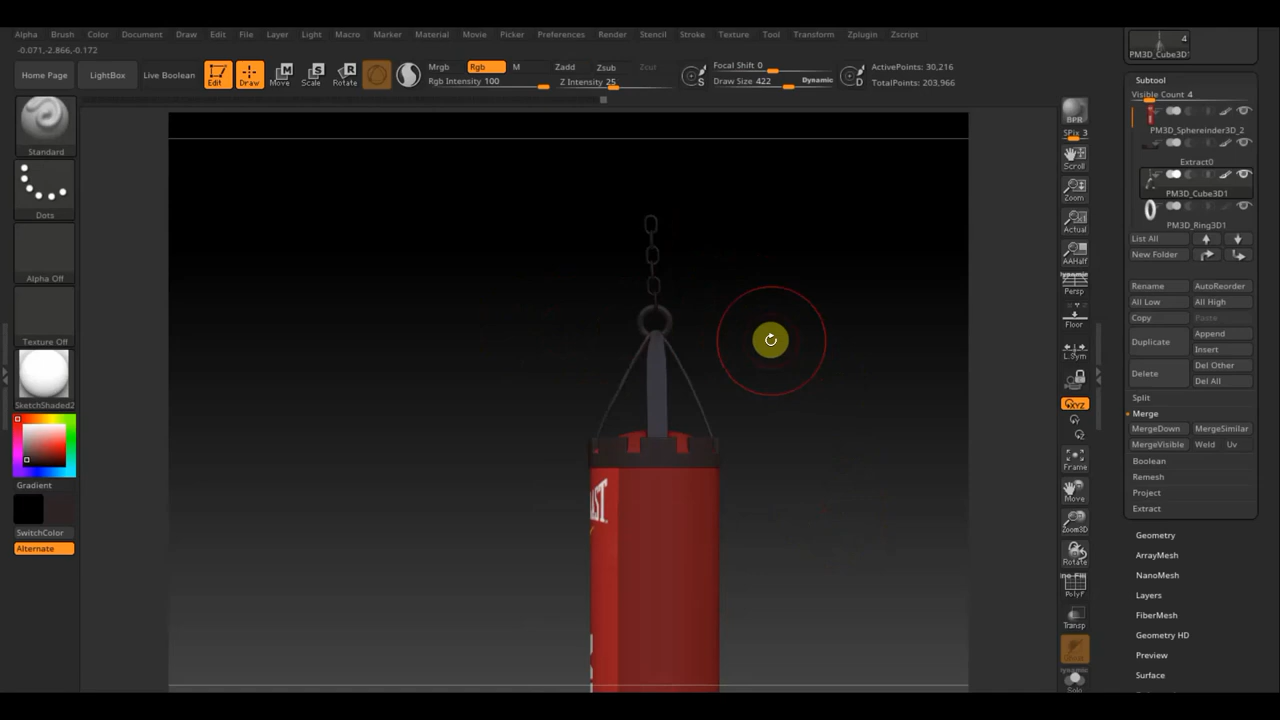 Alpha Brush Color Document Draw Edit File Layer Light Macro Marker Material Movie Picker Preferences Render Stencil Stroke Texture Tool Transform Zplugin Zscript
-0.071,-2.866,-0.172
Home Page LightBox Live Boolean Edit Draw Move Scale Rotate
Mrgb Rgb M Zadd Zsub Zcut
Rgb Intensity 100 Z Intensity 25
Focal Shift 0
Draw Size 422 Dynamic
ActivePoints: 30,216
TotalPoints: 203,966
Standard
Dots
Alpha Off
Texture Off
SketchShaded2
Gradient
SwitchColor
Alternate
AST.
BPR
SPix 3
Scroll
Zoom
Actual
AAHalf
Dynamic
Persp
Floor
L.Sym
XYZ
Y
Z
Frame
Move
Zoom3D
Rotate
PolyF
Transp
Dynamic
Solo
4
PM3D_Cube3D1
Subtool
Visible Count 4
PM3D_Sphereinder3D_2
Extract0
PM3D_Cube3D1
PM3D_Ring3D1
List All
New Folder
Rename AutoReorder
All Low All High
Copy Paste
Duplicate Append
Insert
Delete Del Other
Del All
Split
Merge
MergeDown MergeSimilar
MergeVisible Weld Uv
Boolean
Remesh
Project
Extract
Geometry
ArrayMesh
NanoMesh
Layers
FiberMesh
Geometry HD
Preview
Surface